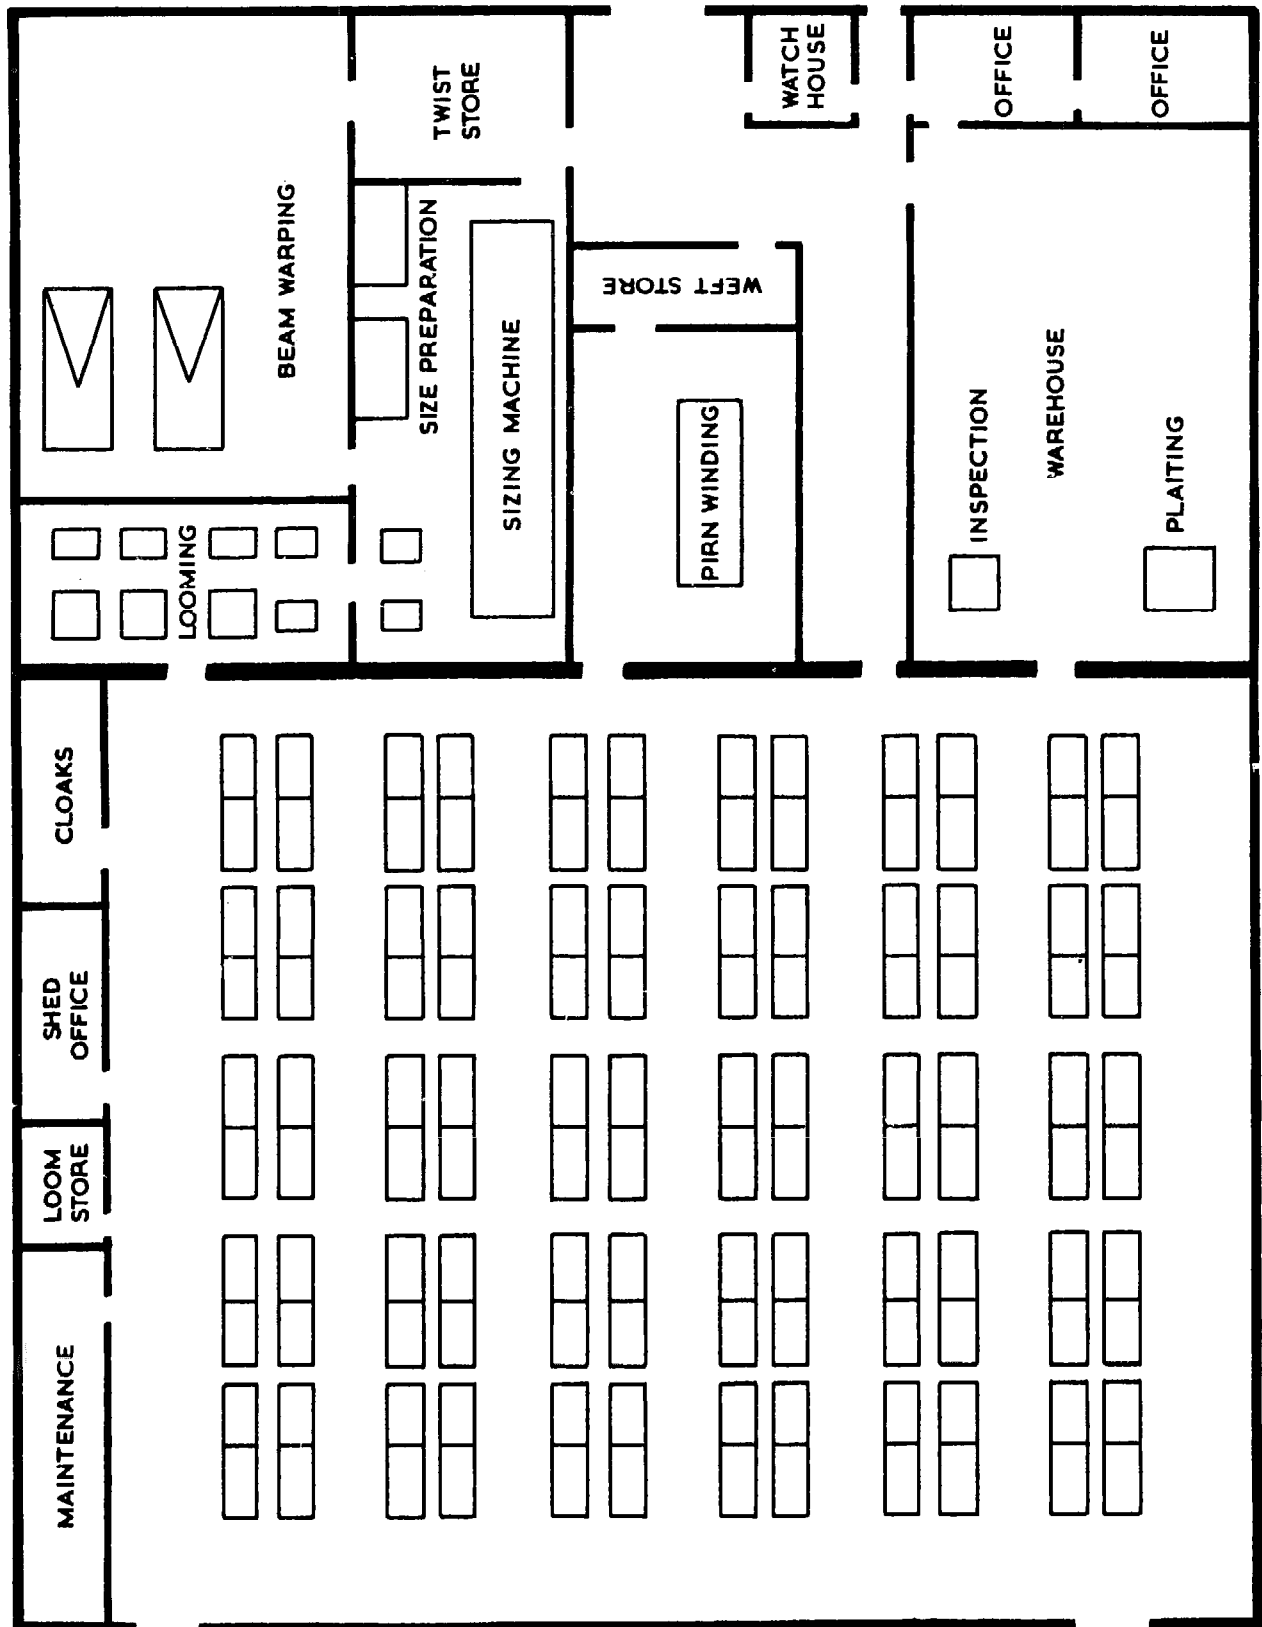 WATCH
HOUSE
OFFICE
OFFICE
TWIST
STORE
BEAM WARPING
SIZE PREPARATION
SIZING MACHINE
WEFT STORE
PIRN WINDING
INSPECTION
WAREHOUSE
PLAITING
LOOMING
CLOAKS
SHED
OFFICE
LOOM
STORE
MAINTENANCE